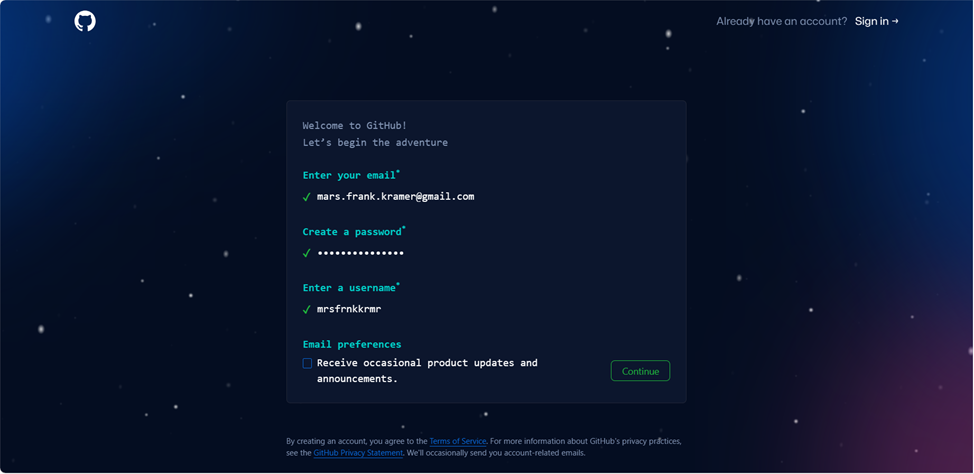 Already have an account? Sign in →
Welcome to GitHub!
Let's begin the adventure
Enter your email*
✓ mars.frank.kramer@gmail.com
Create a password*
✓ •••••••••••••••
Enter a username*
✓ mrsfrnkkrmr
Email preferences
Receive occasional product updates and
announcements.
Continue
By creating an account, you agree to the Terms of Service. For more information about GitHub's privacy practices,
see the GitHub Privacy Statement. We'll occasionally send you account-related emails.